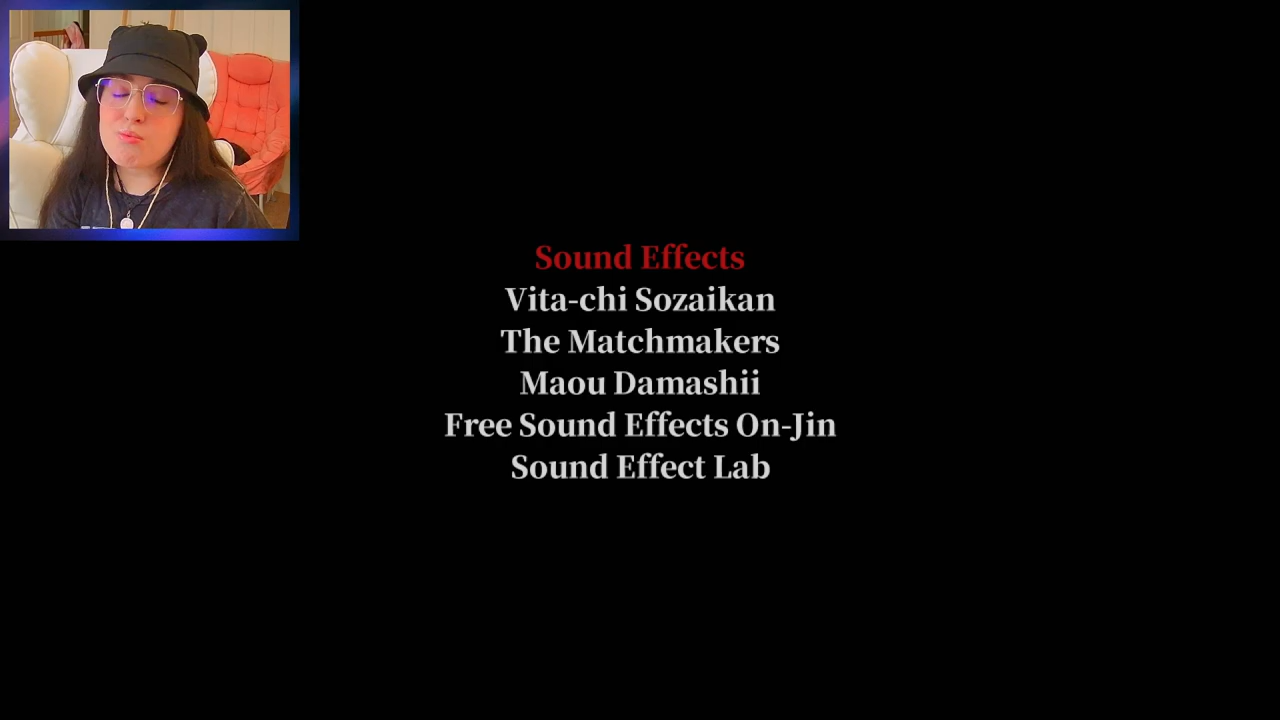 Sound Effects
Vita-chi Sozaikan
The Matchmakers
Maou Damashii
Free Sound Effects On-Jin
Sound Effect Lab